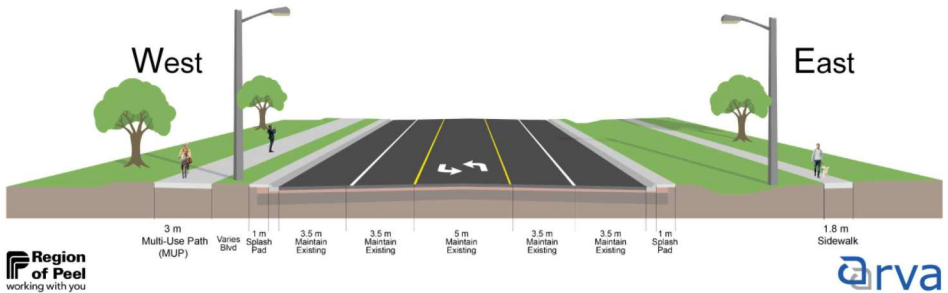 West
East
3 m
Multi-Use Path
(MUP)
Varies
Blvd
1 m
Splash
Pad
3.5 m
Maintain
Existing
3.5 m
Maintain
Existing
5 m
Maintain
Existing
3.5 m
Maintain
Existing
3.5 m
Maintain
Existing
1 m
Splash
Pad
1.8 m
Sidewalk
Region
of Peel
working with you
arva